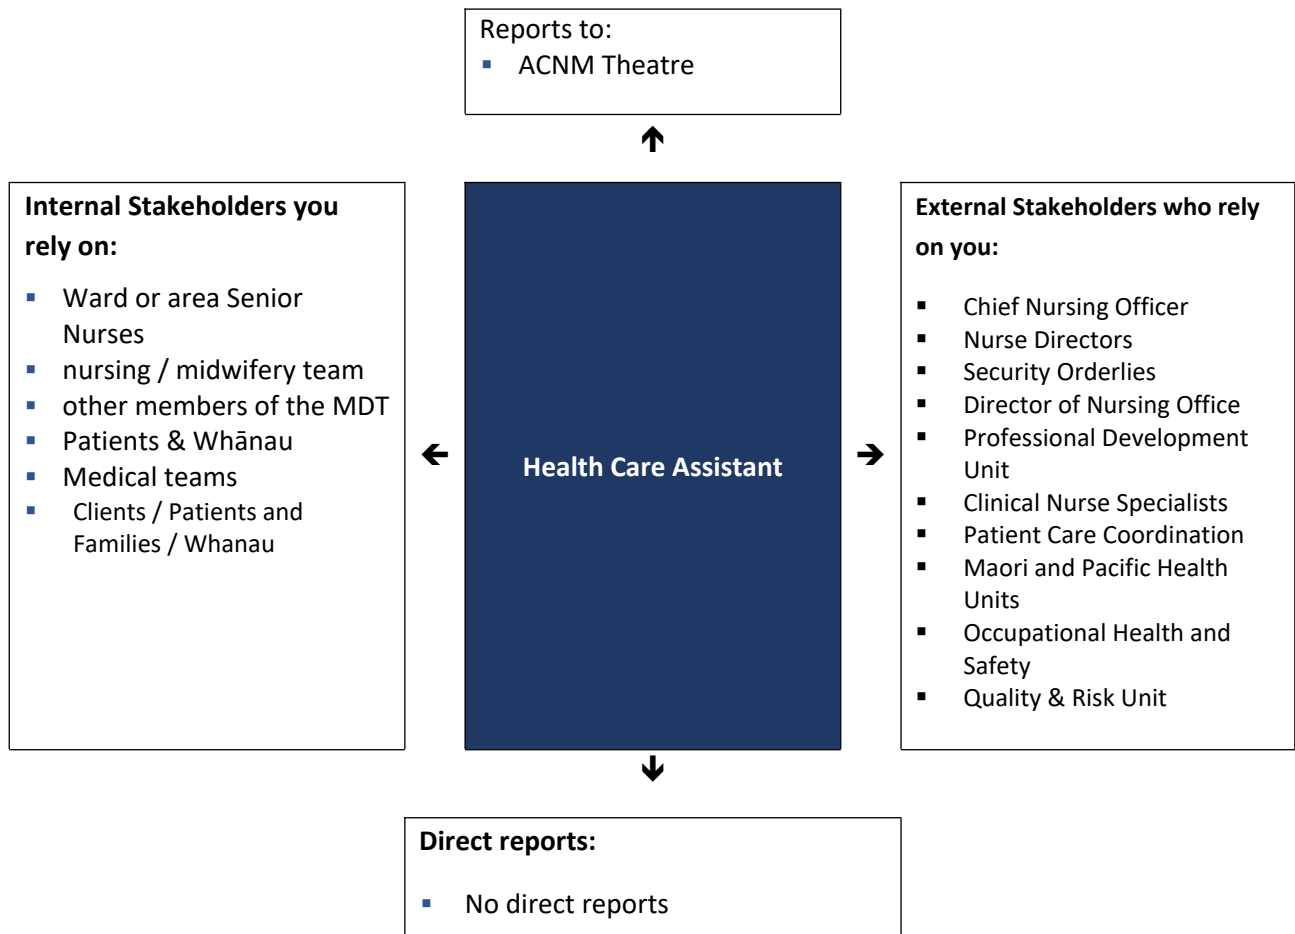 Reports to:
▪ ACNM Theatre
Internal Stakeholders you
rely on:
▪ Ward or area Senior
Nurses
▪ nursing / midwifery team
▪ other members of the MDT
▪ Patients & Whānau
▪ Medical teams
▪ Clients / Patients and
Families / Whanau
Health Care Assistant
External Stakeholders who rely
on you:
▪ Chief Nursing Officer
▪ Nurse Directors
▪ Security Orderlies
▪ Director of Nursing Office
▪ Professional Development
Unit
▪ Clinical Nurse Specialists
▪ Patient Care Coordination
▪ Maori and Pacific Health
Units
▪ Occupational Health and
Safety
▪ Quality & Risk Unit
Direct reports:
▪ No direct reports